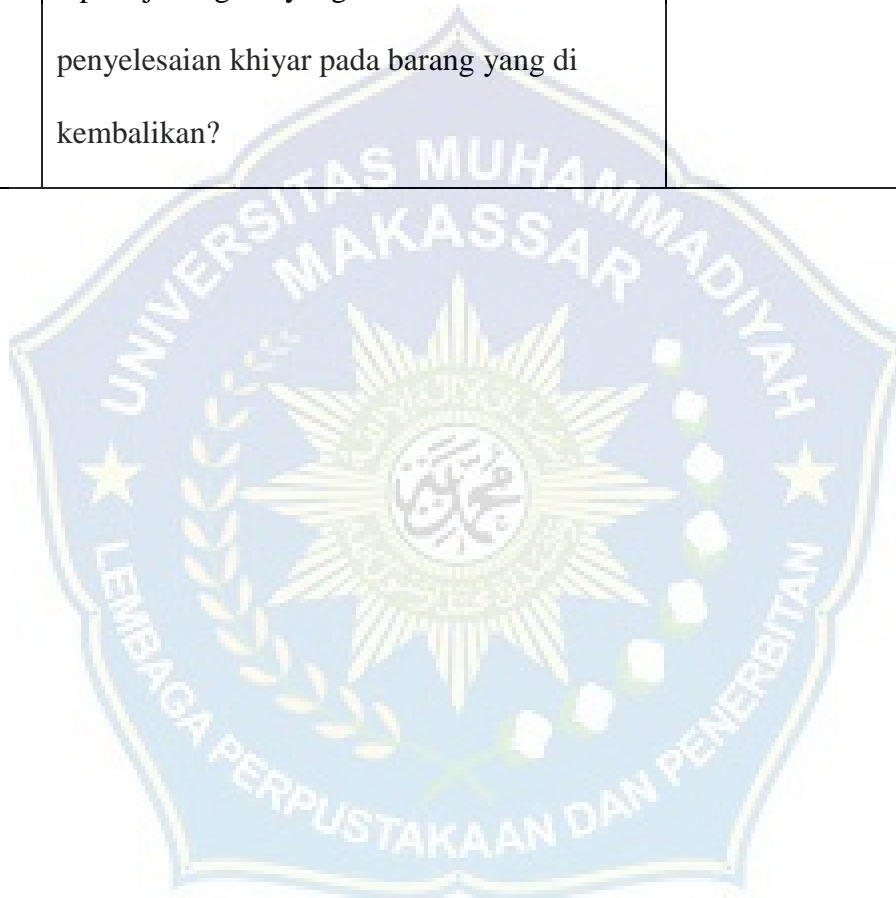 penyelesaian khiyar pada barang yang di
kembalikan?
UNIVERSITAS MUHAMMADIYAH
MAKASSAR
LEMBAGA PERPUSTAKAAN DAN PENERBITAN